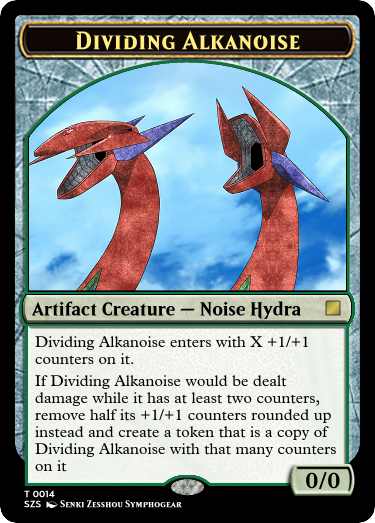 Dividing Alkanoise
Artifact Creature — Noise Hydra
Dividing Alkanoise enters with X +1/+1
counters on it.
If Dividing Alkanoise would be dealt
damage while it has at least two counters,
remove half its +1/+1 counters rounded up
instead and create a token that is a copy of
Dividing Alkanoise with that many counters
on it
0/0
T 0014
SZS Senki Zesshou Symphogear